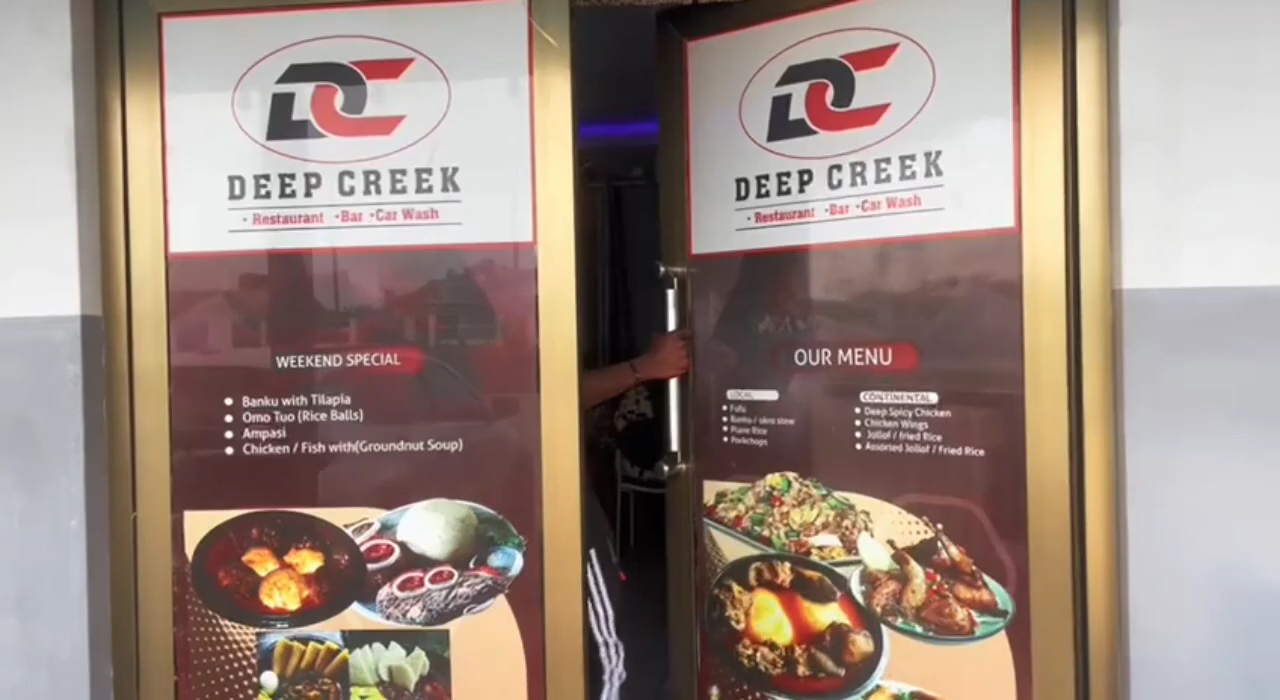 DC
DEEP CREEK
• Restaurant • Bar • Car Wash
WEEKEND SPECIAL
• Banku with Tilapia
• Omo Tuo (Rice Balls)
• Ampasi
• Chicken / Fish with(Groundnut Soup)
DC
DEEP CREEK
• Restaurant • Bar • Car Wash
OUR MENU
LOCAL
• Fufu
• Banku / okro stew
• Plane Rice
• Porkchops
CONTINENTAL
• Deep Spicy Chicken
• Chicken Wings
• Jollof / fried Rice
• Assorted Jollof / Fried Rice